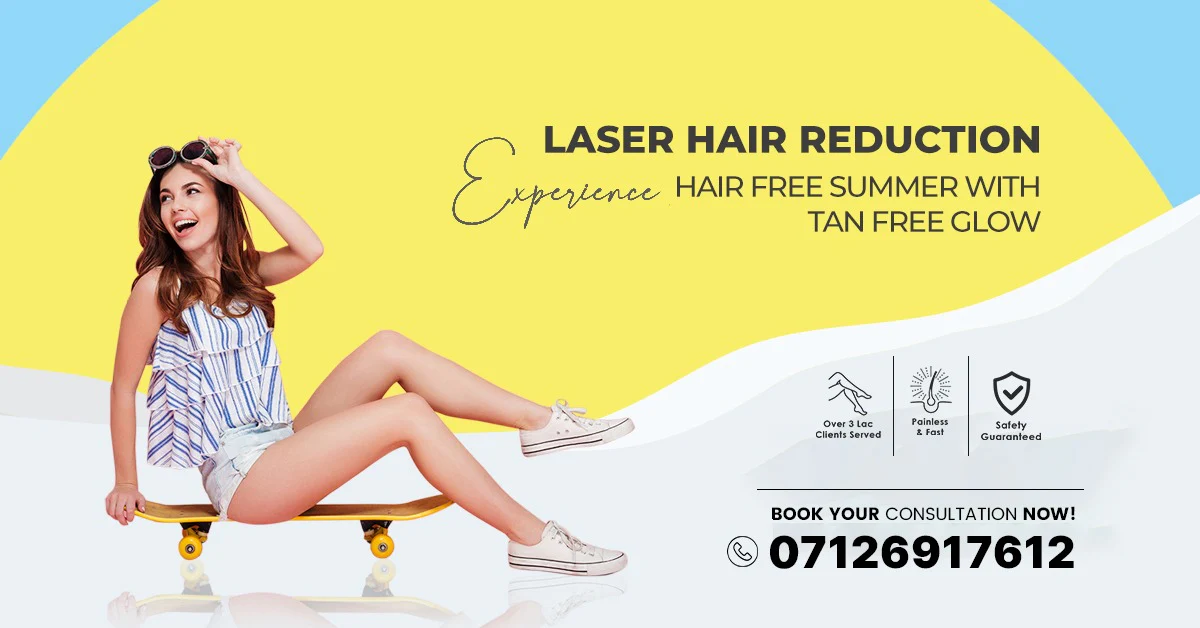 LASER HAIR REDUCTION
Experience HAIR FREE SUMMER WITH
TAN FREE GLOW
Over 3 Lac
Clients Served
Painless
& Fast
Safety
Guaranteed
BOOK YOUR CONSULTATION NOW!
07126917612